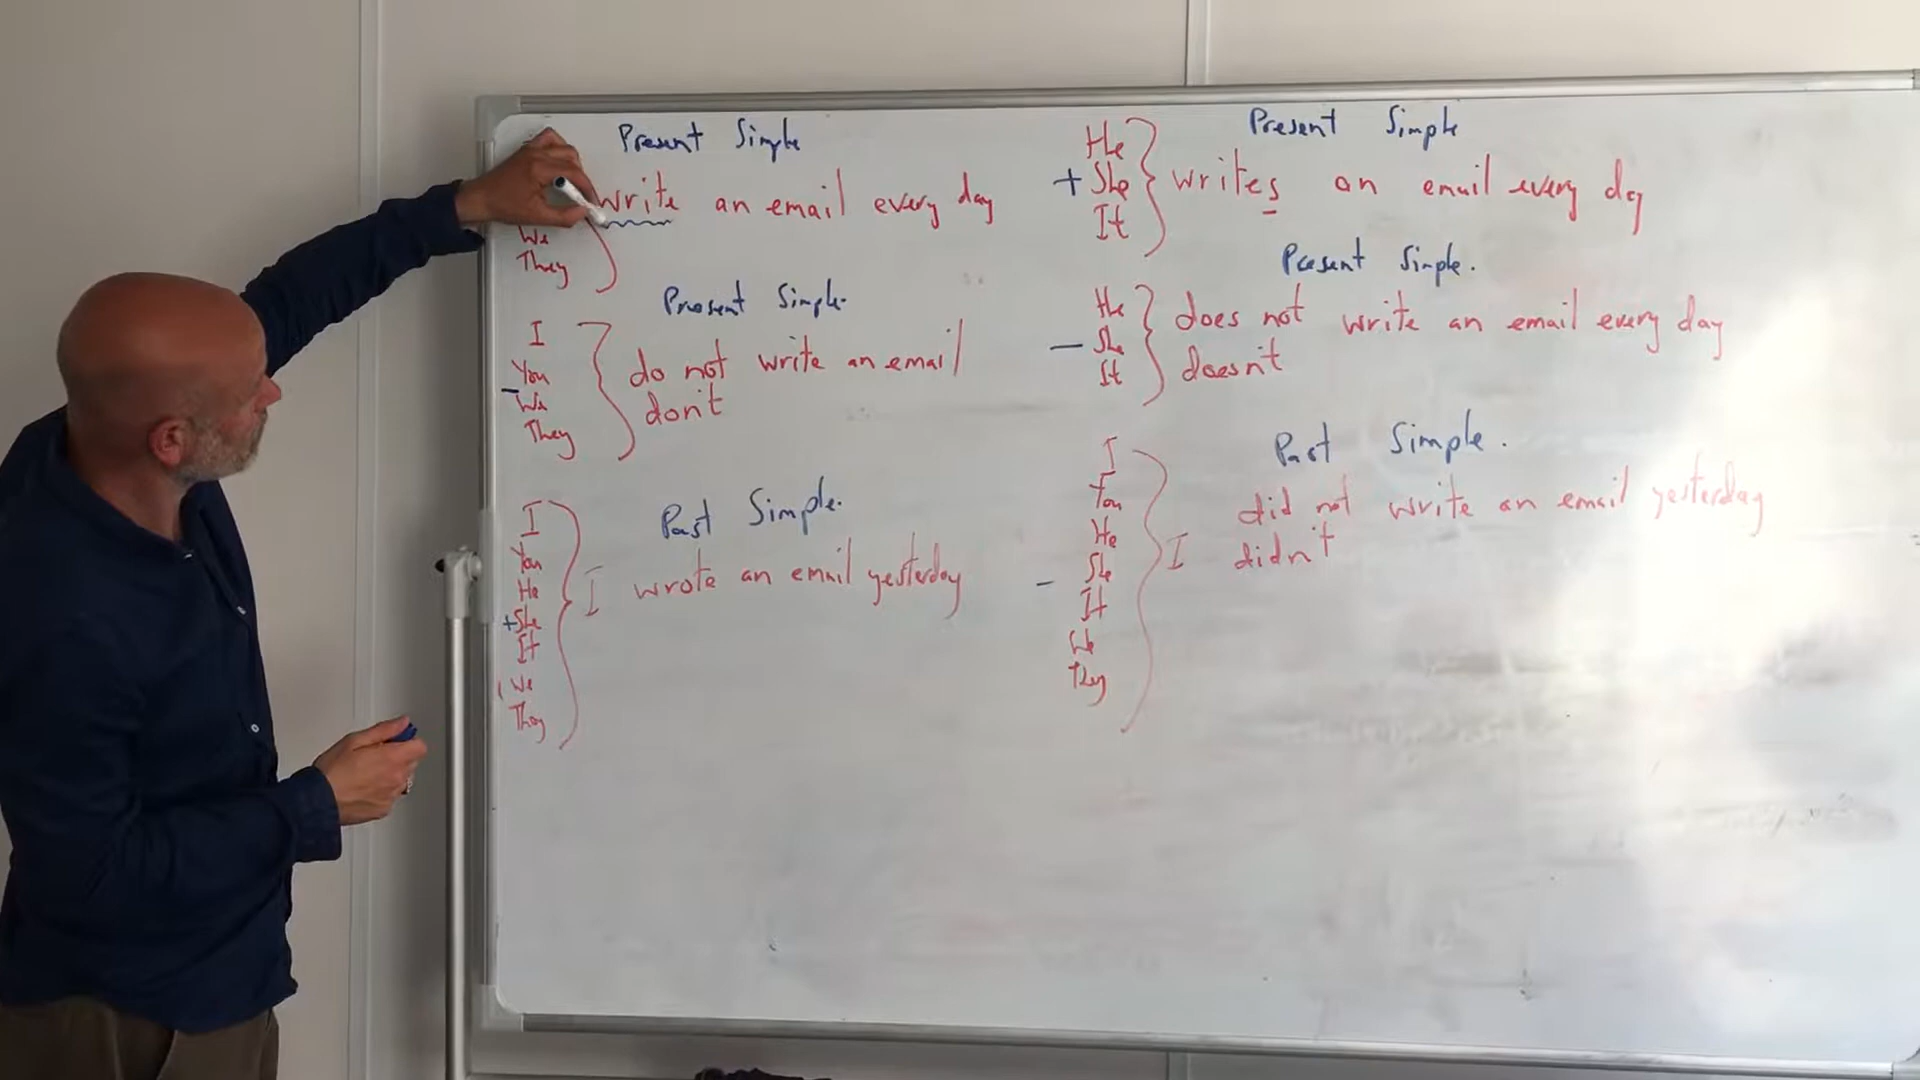 Present Simple
write an email every day
We
They
Present Simple.
I
You
- We
They
do not write an email
don't
Past Simple.
I
You
He
+ She
It
We
They
I wrote an email yesterday
Present Simple
He
+ She
It
writes an email every day
Present Simple.
He
- She
It
does not write an email every day
doesn't
Past Simple.
I
You
He
- She
It
We
They
I did not write an email yesterday
didn't